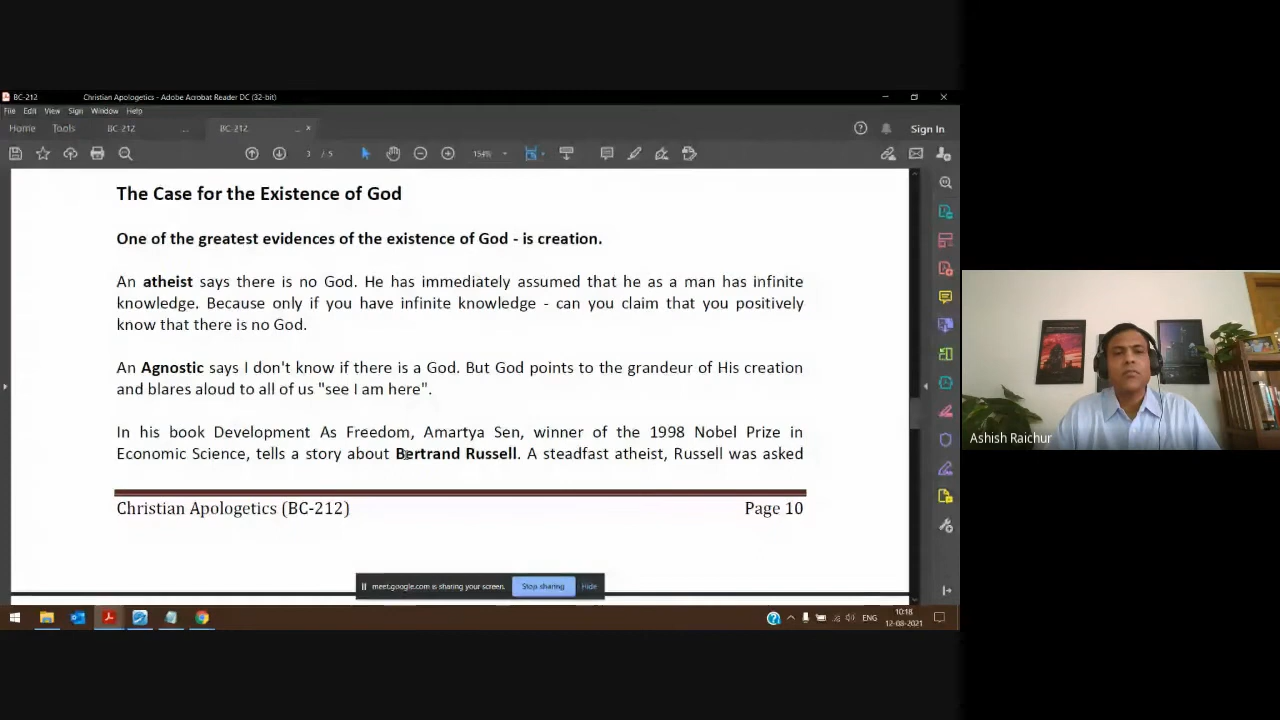 BC-212 Christian Apologetics - Adobe Acrobat Reader DC (32-bit)
File Edit View Sign Window Help
Home Tools BC-212 ... BC-212 ... × Sign In
3 / 5 154%
The Case for the Existence of God
One of the greatest evidences of the existence of God - is creation.
An atheist says there is no God. He has immediately assumed that he as a man has infinite
knowledge. Because only if you have infinite knowledge - can you claim that you positively
know that there is no God.
An Agnostic says I don't know if there is a God. But God points to the grandeur of His creation
and blares aloud to all of us "see I am here".
In his book Development As Freedom, Amartya Sen, winner of the 1998 Nobel Prize in
Economic Science, tells a story about Bertrand Russell. A steadfast atheist, Russell was asked
Christian Apologetics (BC-212) Page 10
meet.google.com is sharing your screen. Stop sharing Hide
ENG 10:18
12-08-2021
Ashish Raichur